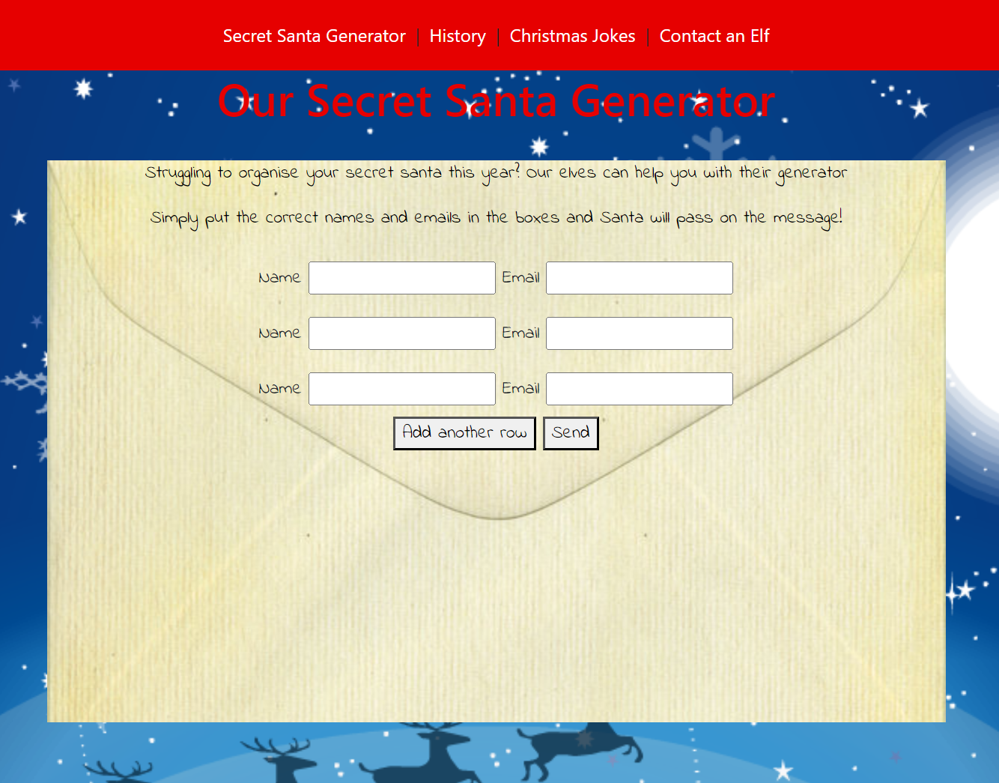 Secret Santa Generator | History | Christmas Jokes | Contact an Elf
Our Secret Santa Generator
Struggling to organise your secret santa this year? Our elves can help you with their generator
Simply put the correct names and emails in the boxes and Santa will pass on the message!
Name Email
Name Email
Name Email
Add another row Send